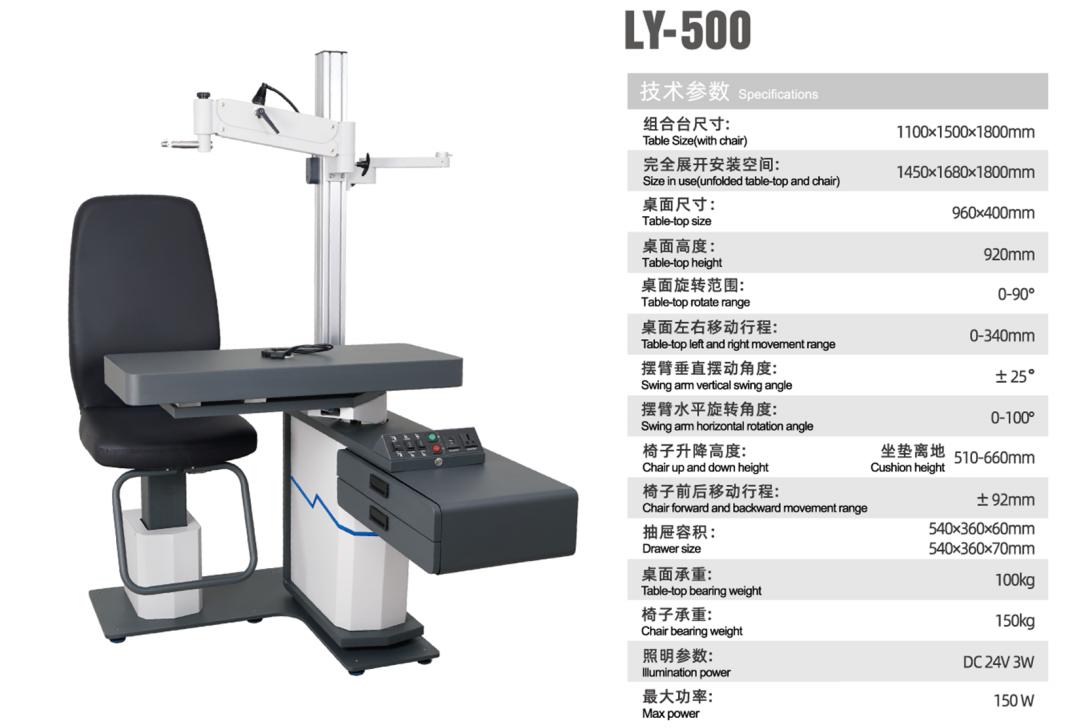 LY-500
技术参数 Specifications
组合台尺寸:
Table Size(with chair)
1100×1500×1800mm
完全展开安装空间:
Size in use(unfolded table-top and chair)
1450×1680×1800mm
桌面尺寸:
Table-top size
960×400mm
桌面高度:
Table-top height
920mm
桌面旋转范围:
Table-top rotate range
0-90°
桌面左右移动行程:
Table-top left and right movement range
0-340mm
摆臂垂直摆动角度:
Swing arm vertical swing angle
±25°
摆臂水平旋转角度:
Swing arm horizontal rotation angle
0-100°
椅子升降高度:
Chair up and down height
坐垫离地
Cushion height
510-660mm
椅子前后移动行程:
Chair forward and backward movement range
±92mm
抽屉容积:
Drawer size
540×360×60mm
540×360×70mm
桌面承重:
Table-top bearing weight
100kg
椅子承重:
Chair bearing weight
150kg
照明参数:
Illumination power
DC 24V 3W
最大功率:
Max power
150 W